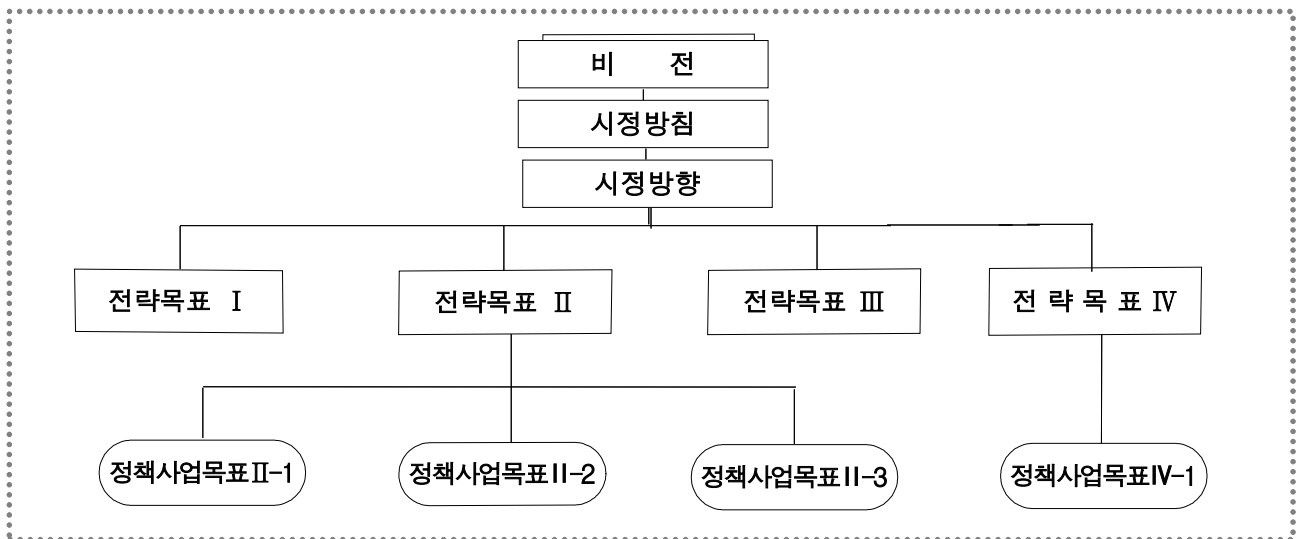 비 전
시정방침
시정방향
전략목표 Ⅰ
전략목표 Ⅱ
전략목표 Ⅲ
전 략 목 표 Ⅳ
정책사업목표Ⅱ-1
정책사업목표II-2
정책사업목표II-3
정책사업목표IV-1